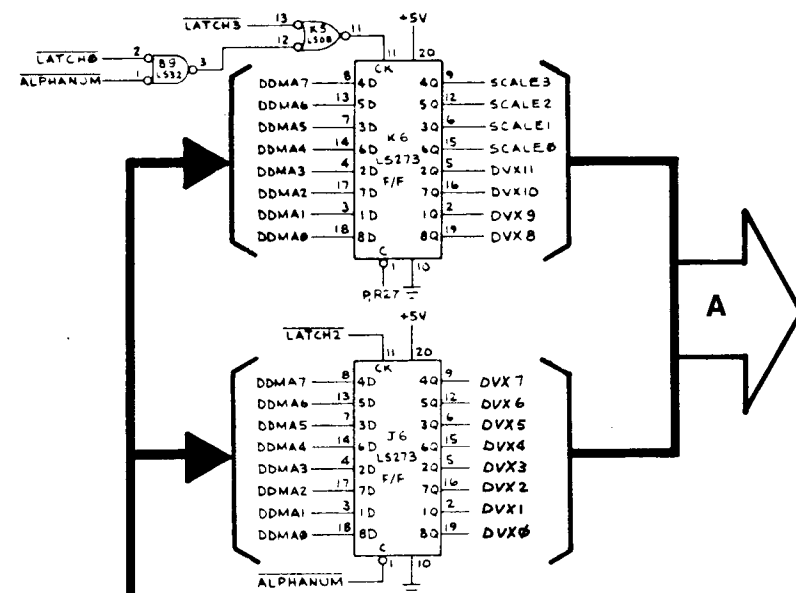 LATCH3 13 K5 LS08 11 +5V
12
LATCH0 2 B9 LS32 3
ALPHANUM 1
11 20
CK
DDMA7 8 4D 4Q 9 SCALE3
DDMA6 13 5D 5Q 12 SCALE2
DDMA5 7 3D 3Q 6 SCALE1
K6
DDMA4 14 6D 6Q 15 SCALE0
LS273
DDMA3 4 2D 2Q 5 DVX11
F/F
DDMA2 17 7D 7Q 16 DVX10
DDMA1 3 1D 1Q 2 DVX9
DDMA0 18 8D 8Q 19 DVX8
C
1 10
P,R27
A
+5V
LATCH2
11 20
CK
DDMA7 8 4D 4Q 9 DVX7
DDMA6 13 5D 5Q 12 DVX6
DDMA5 7 3D 3Q 6 DVX5
J6
DDMA4 14 6D 6Q 15 DVX4
LS273
DDMA3 4 2D 2Q 5 DVX3
F/F
DDMA2 17 7D 7Q 16 DVX2
DDMA1 3 1D 1Q 2 DVX1
DDMA0 18 8D 8Q 19 DVX0
C
1 10
ALPHANUM